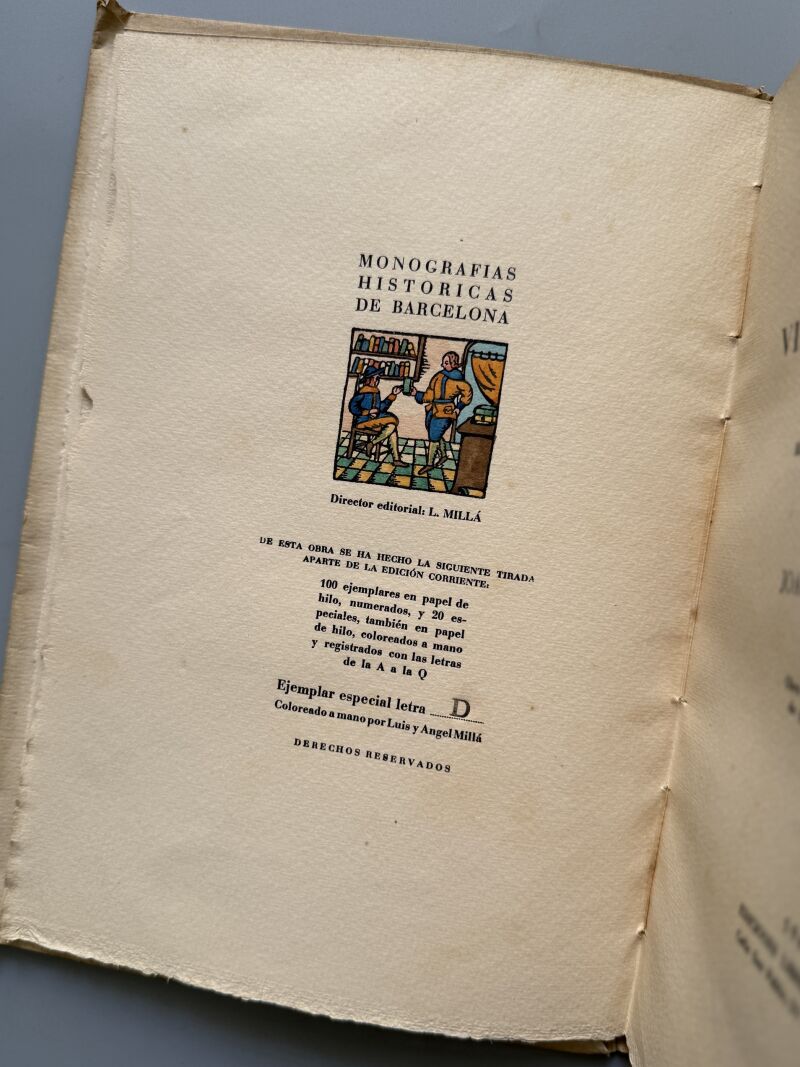 MONOGRAFIAS
HISTORICAS
DE BARCELONA
Director editorial: L. MILLÁ
DE ESTA OBRA SE HA HECHO LA SIGUIENTE TIRADA
APARTE DE LA EDICIÓN CORRIENTE:
100 ejemplares en papel de
hilo, numerados, y 20 es-
peciales, también en papel
de hilo, coloreados a mano
y registrados con las letras
de la A a la Q
Ejemplar especial letra D
Coloreado a mano por Luis y Angel Millá
DERECHOS RESERVADOS